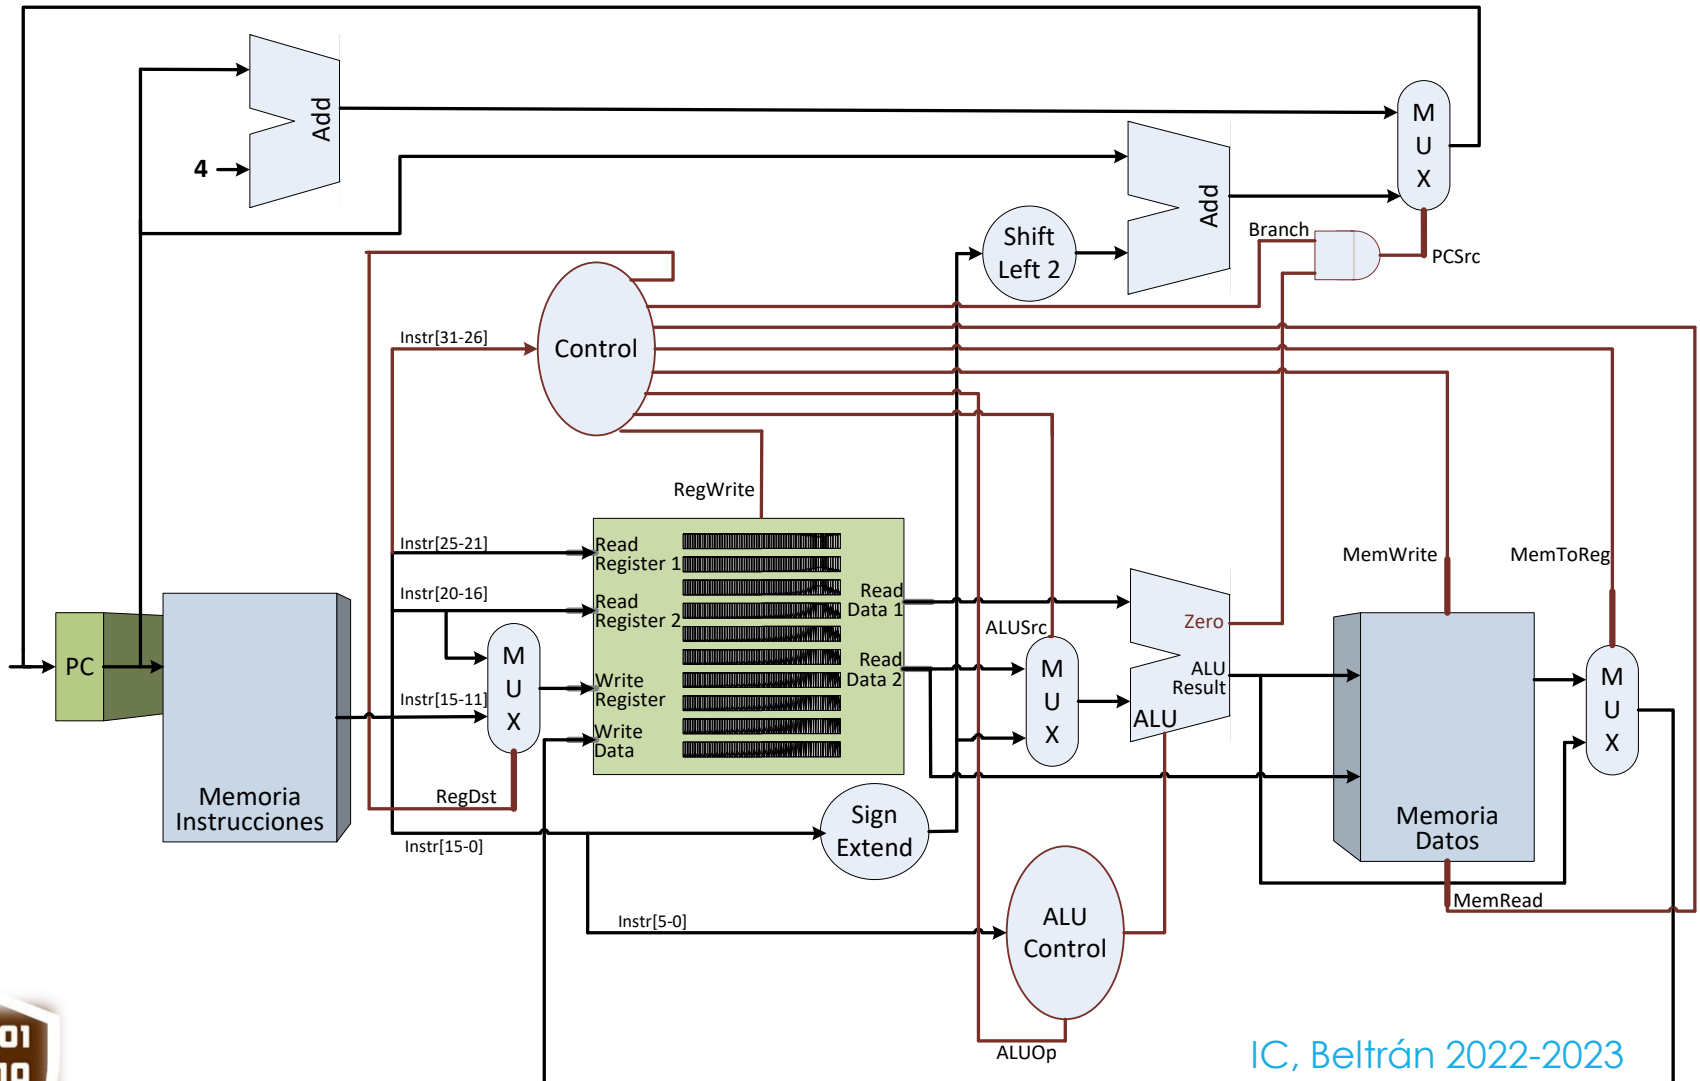 Add
4
M
U
X
Add
Shift
Left 2
Branch
PCSrc
Instr[31-26]
Control
RegWrite
MemWrite
MemToReg
Instr[25-21]
Read
Register 1
Instr[20-16]
Read
Register 2
Read
Data 1
ALUSrc
Zero
PC
M
U
X
Write
Register
Read
Data 2
M
U
X
ALU
Result
ALU
M
U
X
Instr[15-11]
Write
Data
RegDst
Memoria
Instrucciones
Sign
Extend
Memoria
Datos
Instr[15-0]
MemRead
Instr[5-0]
ALU
Control
ALUOp
IC, Beltrán 2022-2023
01